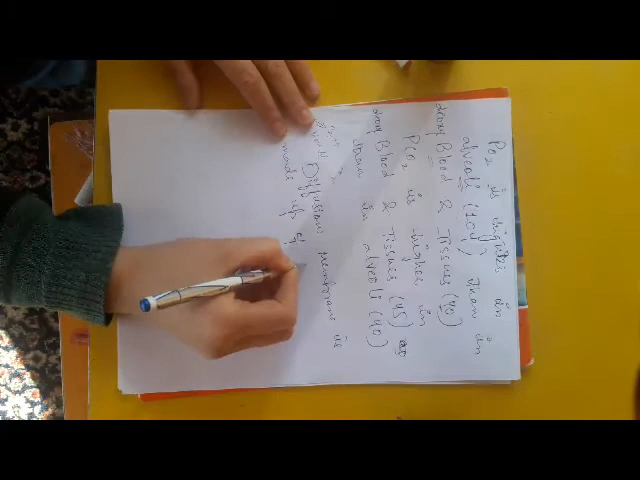 PO₂ is higher in
alveoli (104) than in
deoxy Blood & Tissues (40)
PCO₂ is higher in
deoxy Blood & Tissues (45)
than in alveoli (40)
Diffusion membrane is
made up of